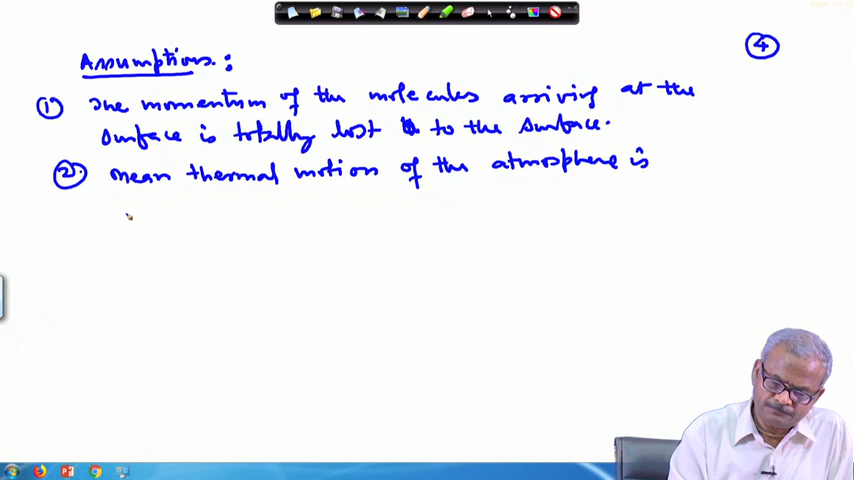 4
Assumptions:
① The momentum of the molecules arriving at the
surface is totally lost to the surface.
②. Mean thermal motion of the atmosphere is